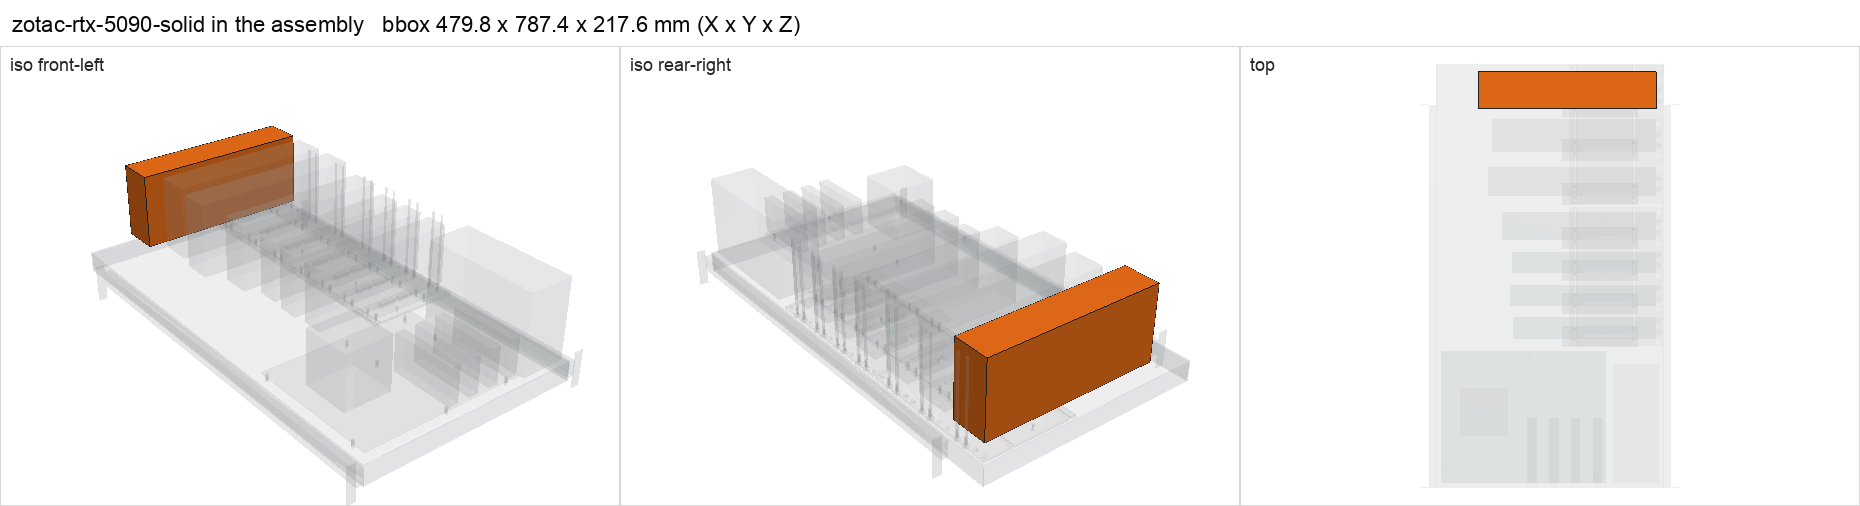 zotac-rtx-5090-solid in the assembly   bbox 479.8 x 787.4 x 217.6 mm (X x Y x Z)
iso front-left
iso rear-right
top